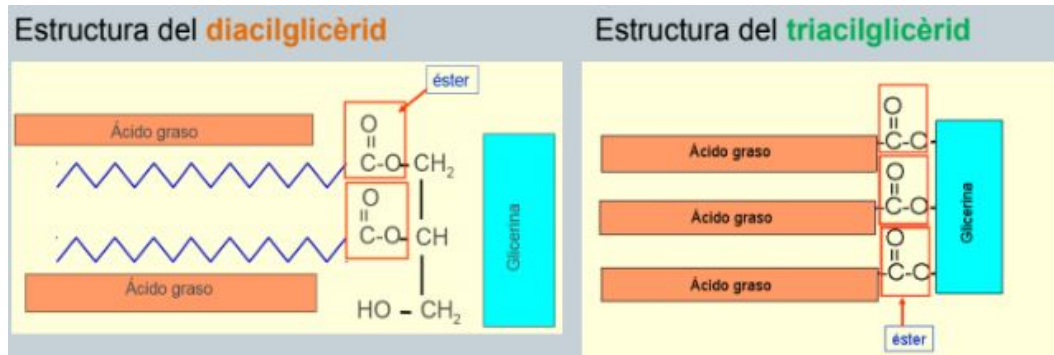 Estructura del diacilglicèrid
éster
Ácido graso
O
C-O-CH2
O
C-O-CH
Ácido graso
HO - CH2
Glicerina
Estructura del triacilglicèrid
O
C-O-
Ácido graso
O
C-O-
Ácido graso
O
C-O-
Ácido graso
Glicerina
éster